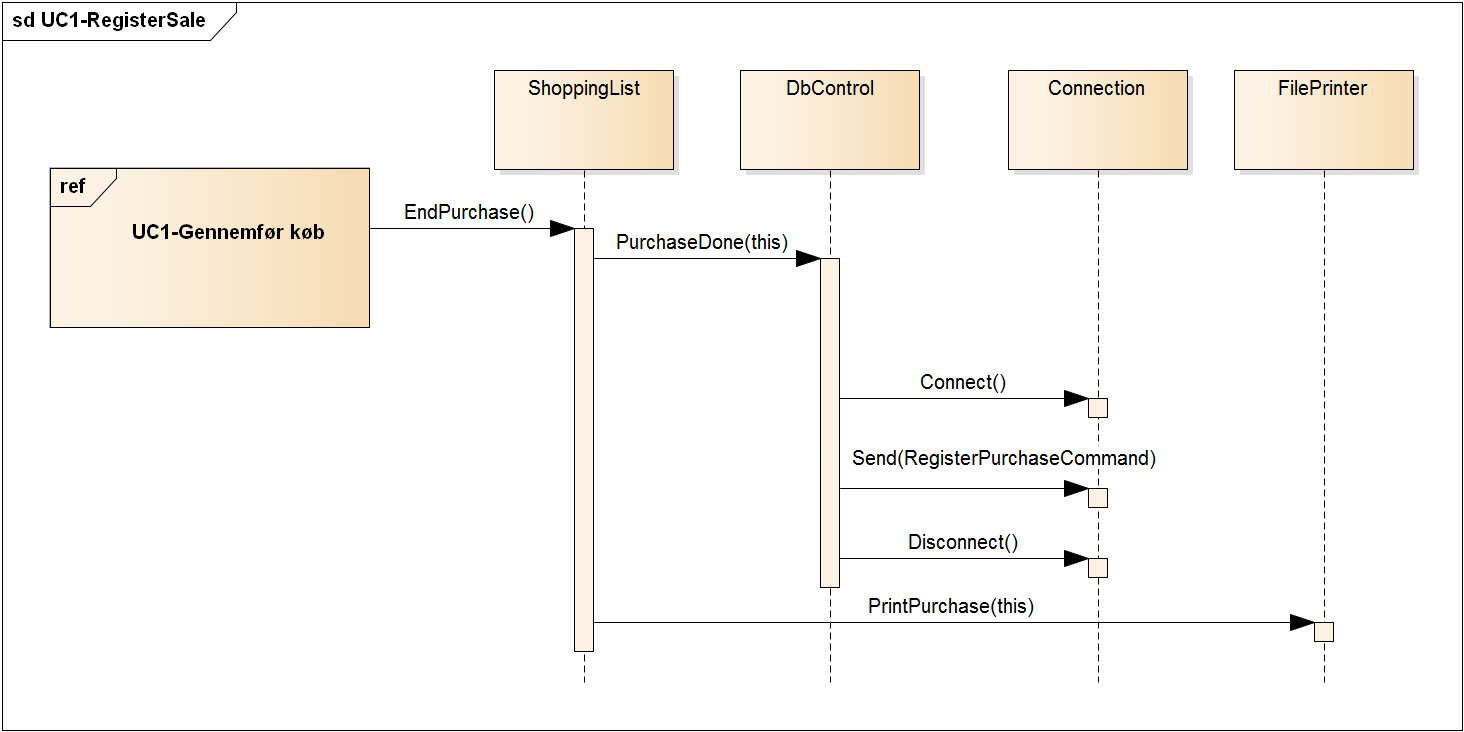 sd UC1-RegisterSale
ShoppingList
DbControl
Connection
FilePrinter
ref
UC1-Gennemfør køb
EndPurchase()
PurchaseDone(this)
Connect()
Send(RegisterPurchaseCommand)
Disconnect()
PrintPurchase(this)